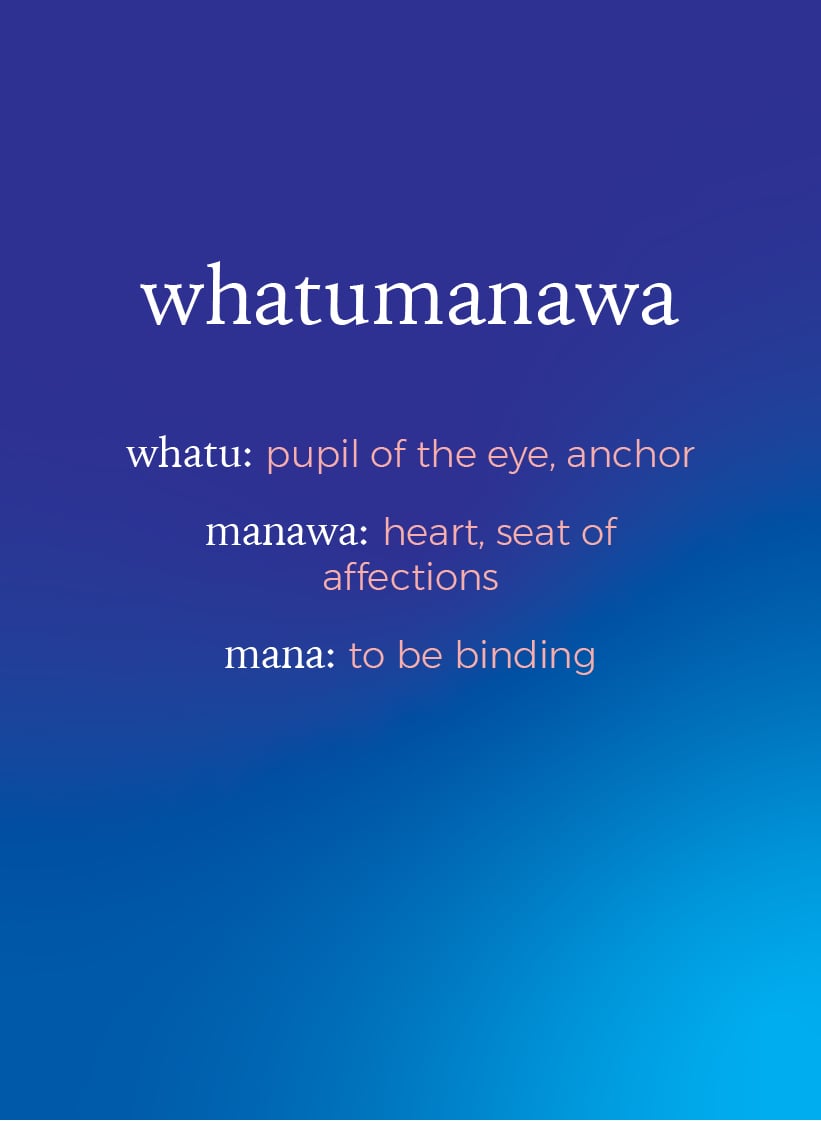 whatumanawa
whatu: pupil of the eye, anchor
manawa: heart, seat of
affections
mana: to be binding